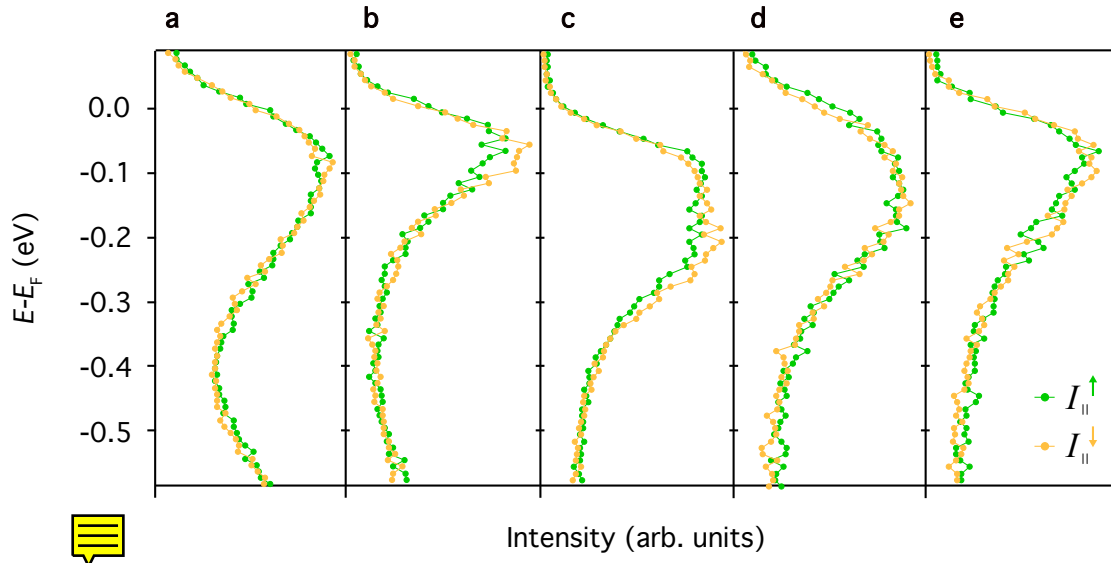 a b c d e
0.0
-0.1
-0.2
-0.3
-0.4
-0.5
E-E_F (eV)
I_||↑
I_||↓
Intensity (arb. units)